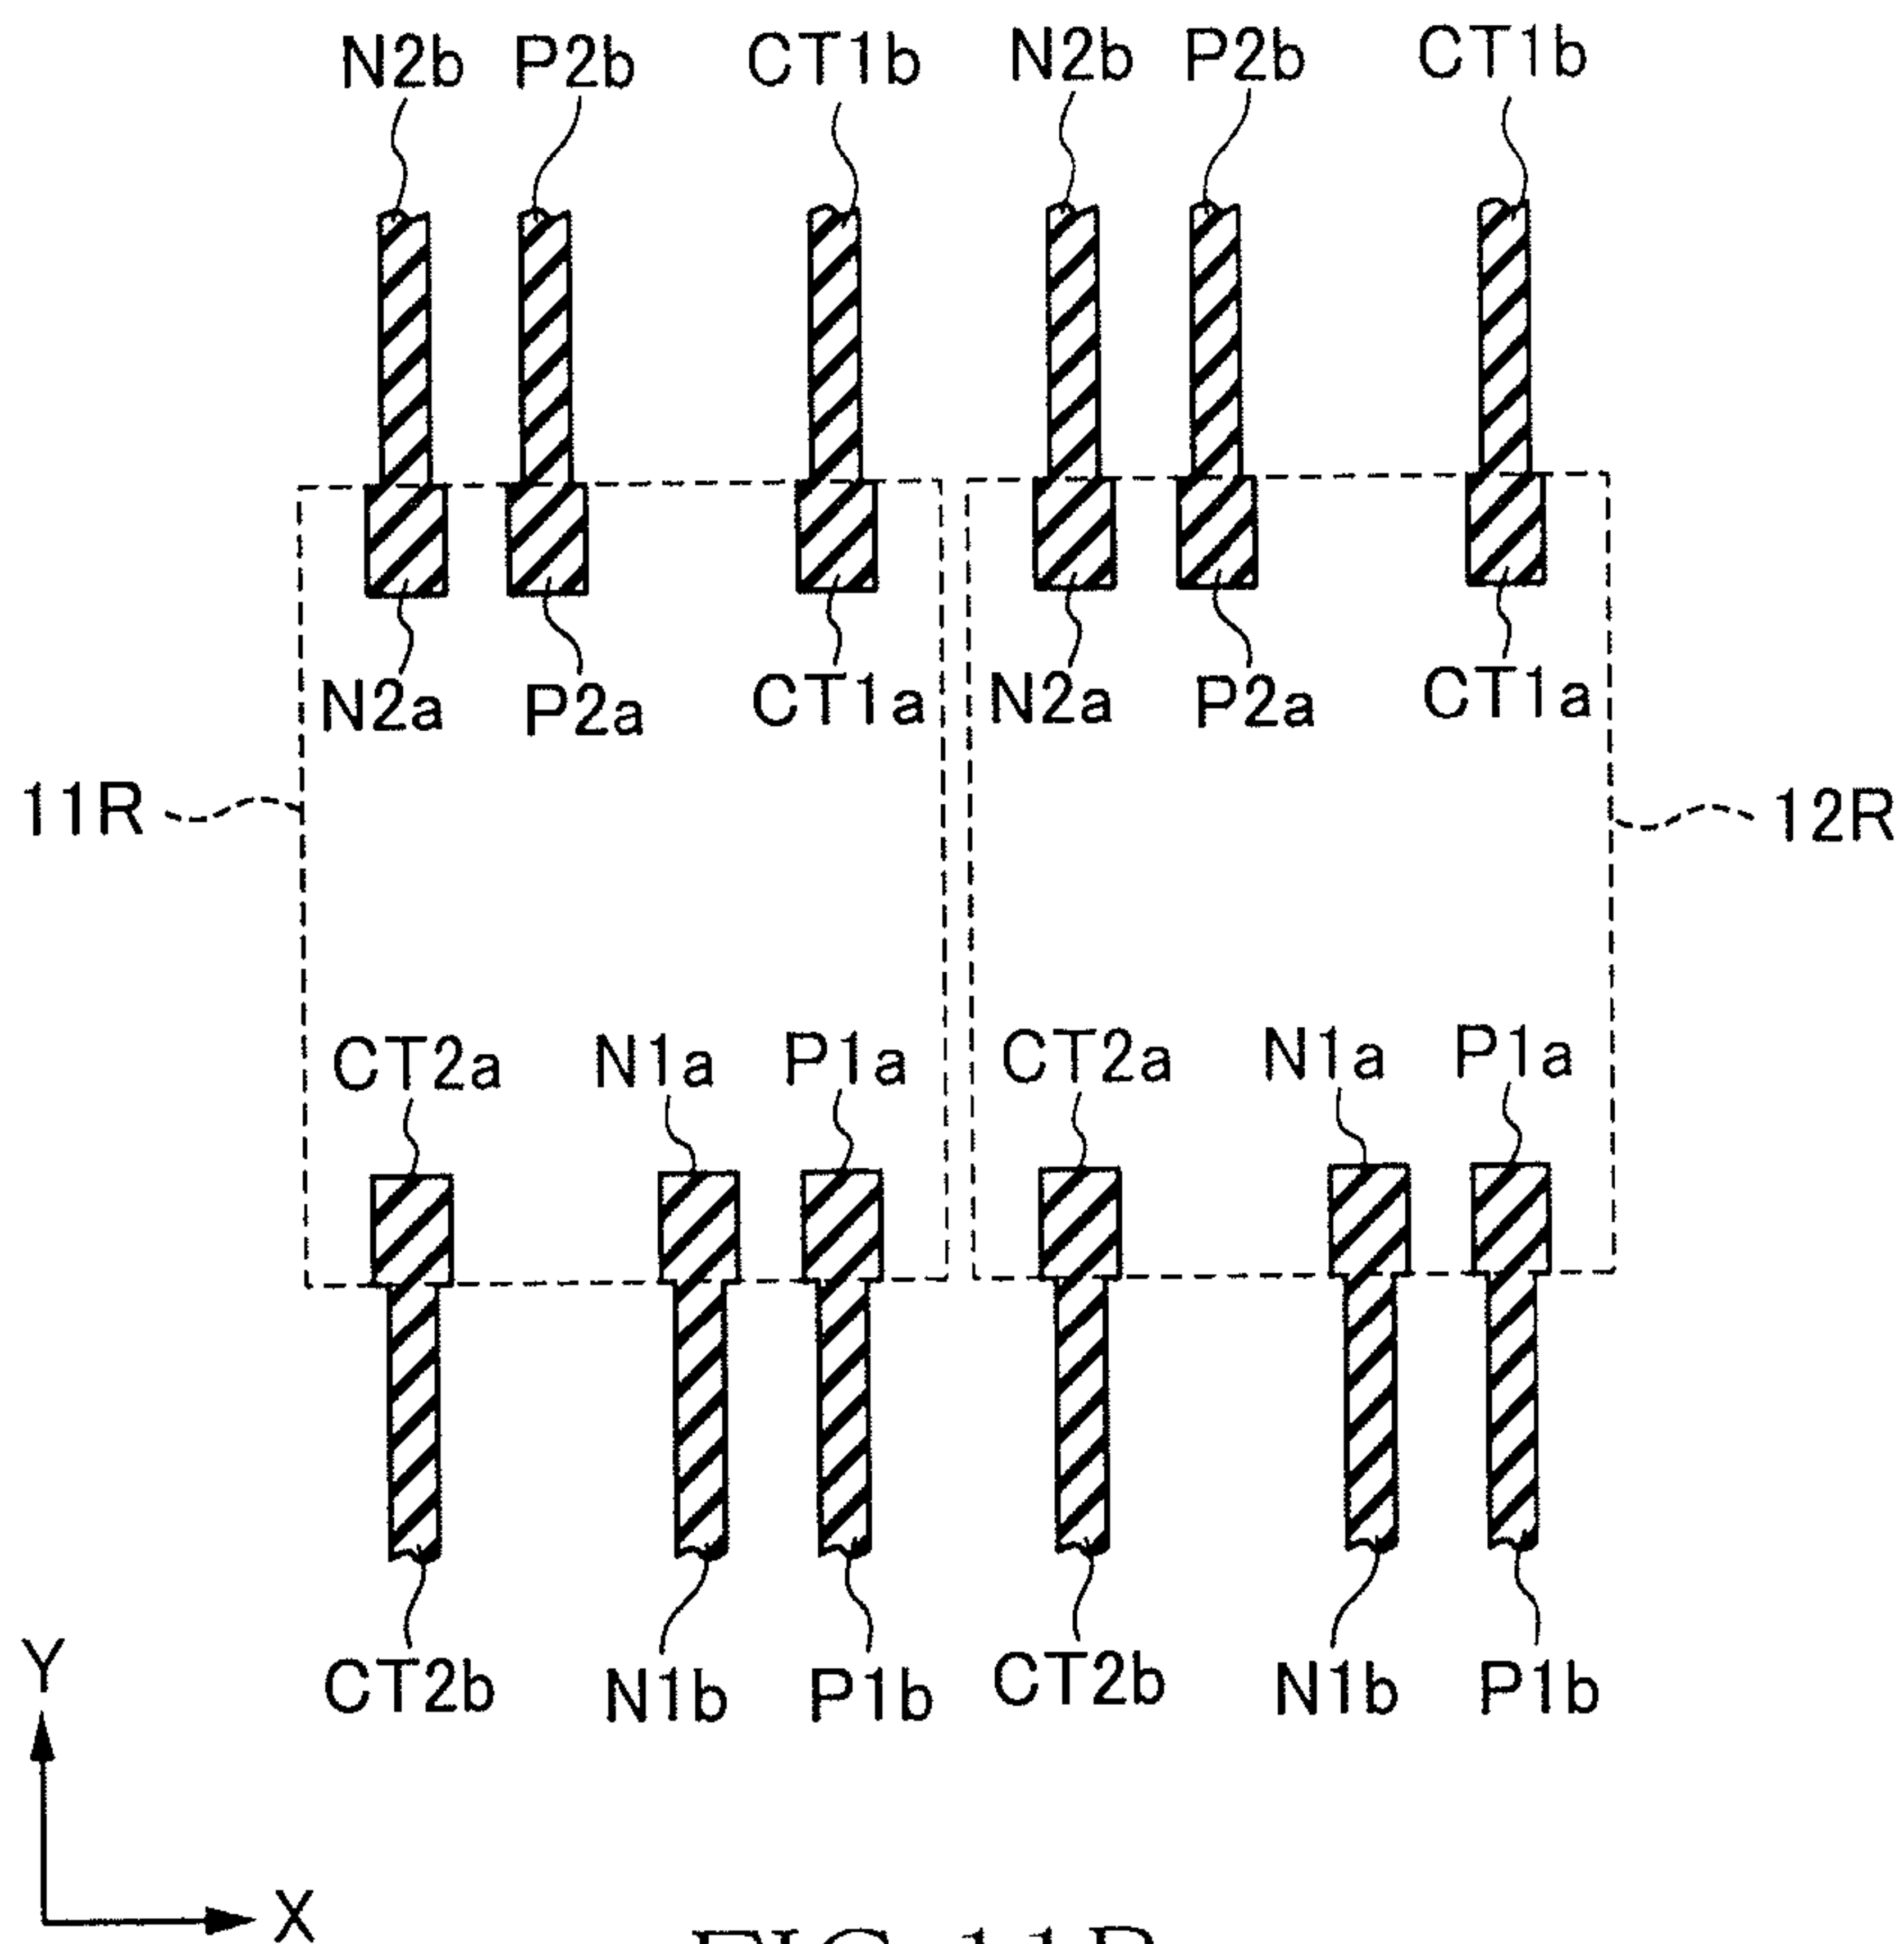 N2b P2b CT1b N2b P2b CT1b
N2a P2a CT1a N2a P2a CT1a
11R 12R
CT2a N1a P1a CT2a N1a P1a
CT2b N1b P1b CT2b N1b P1b
Y
X